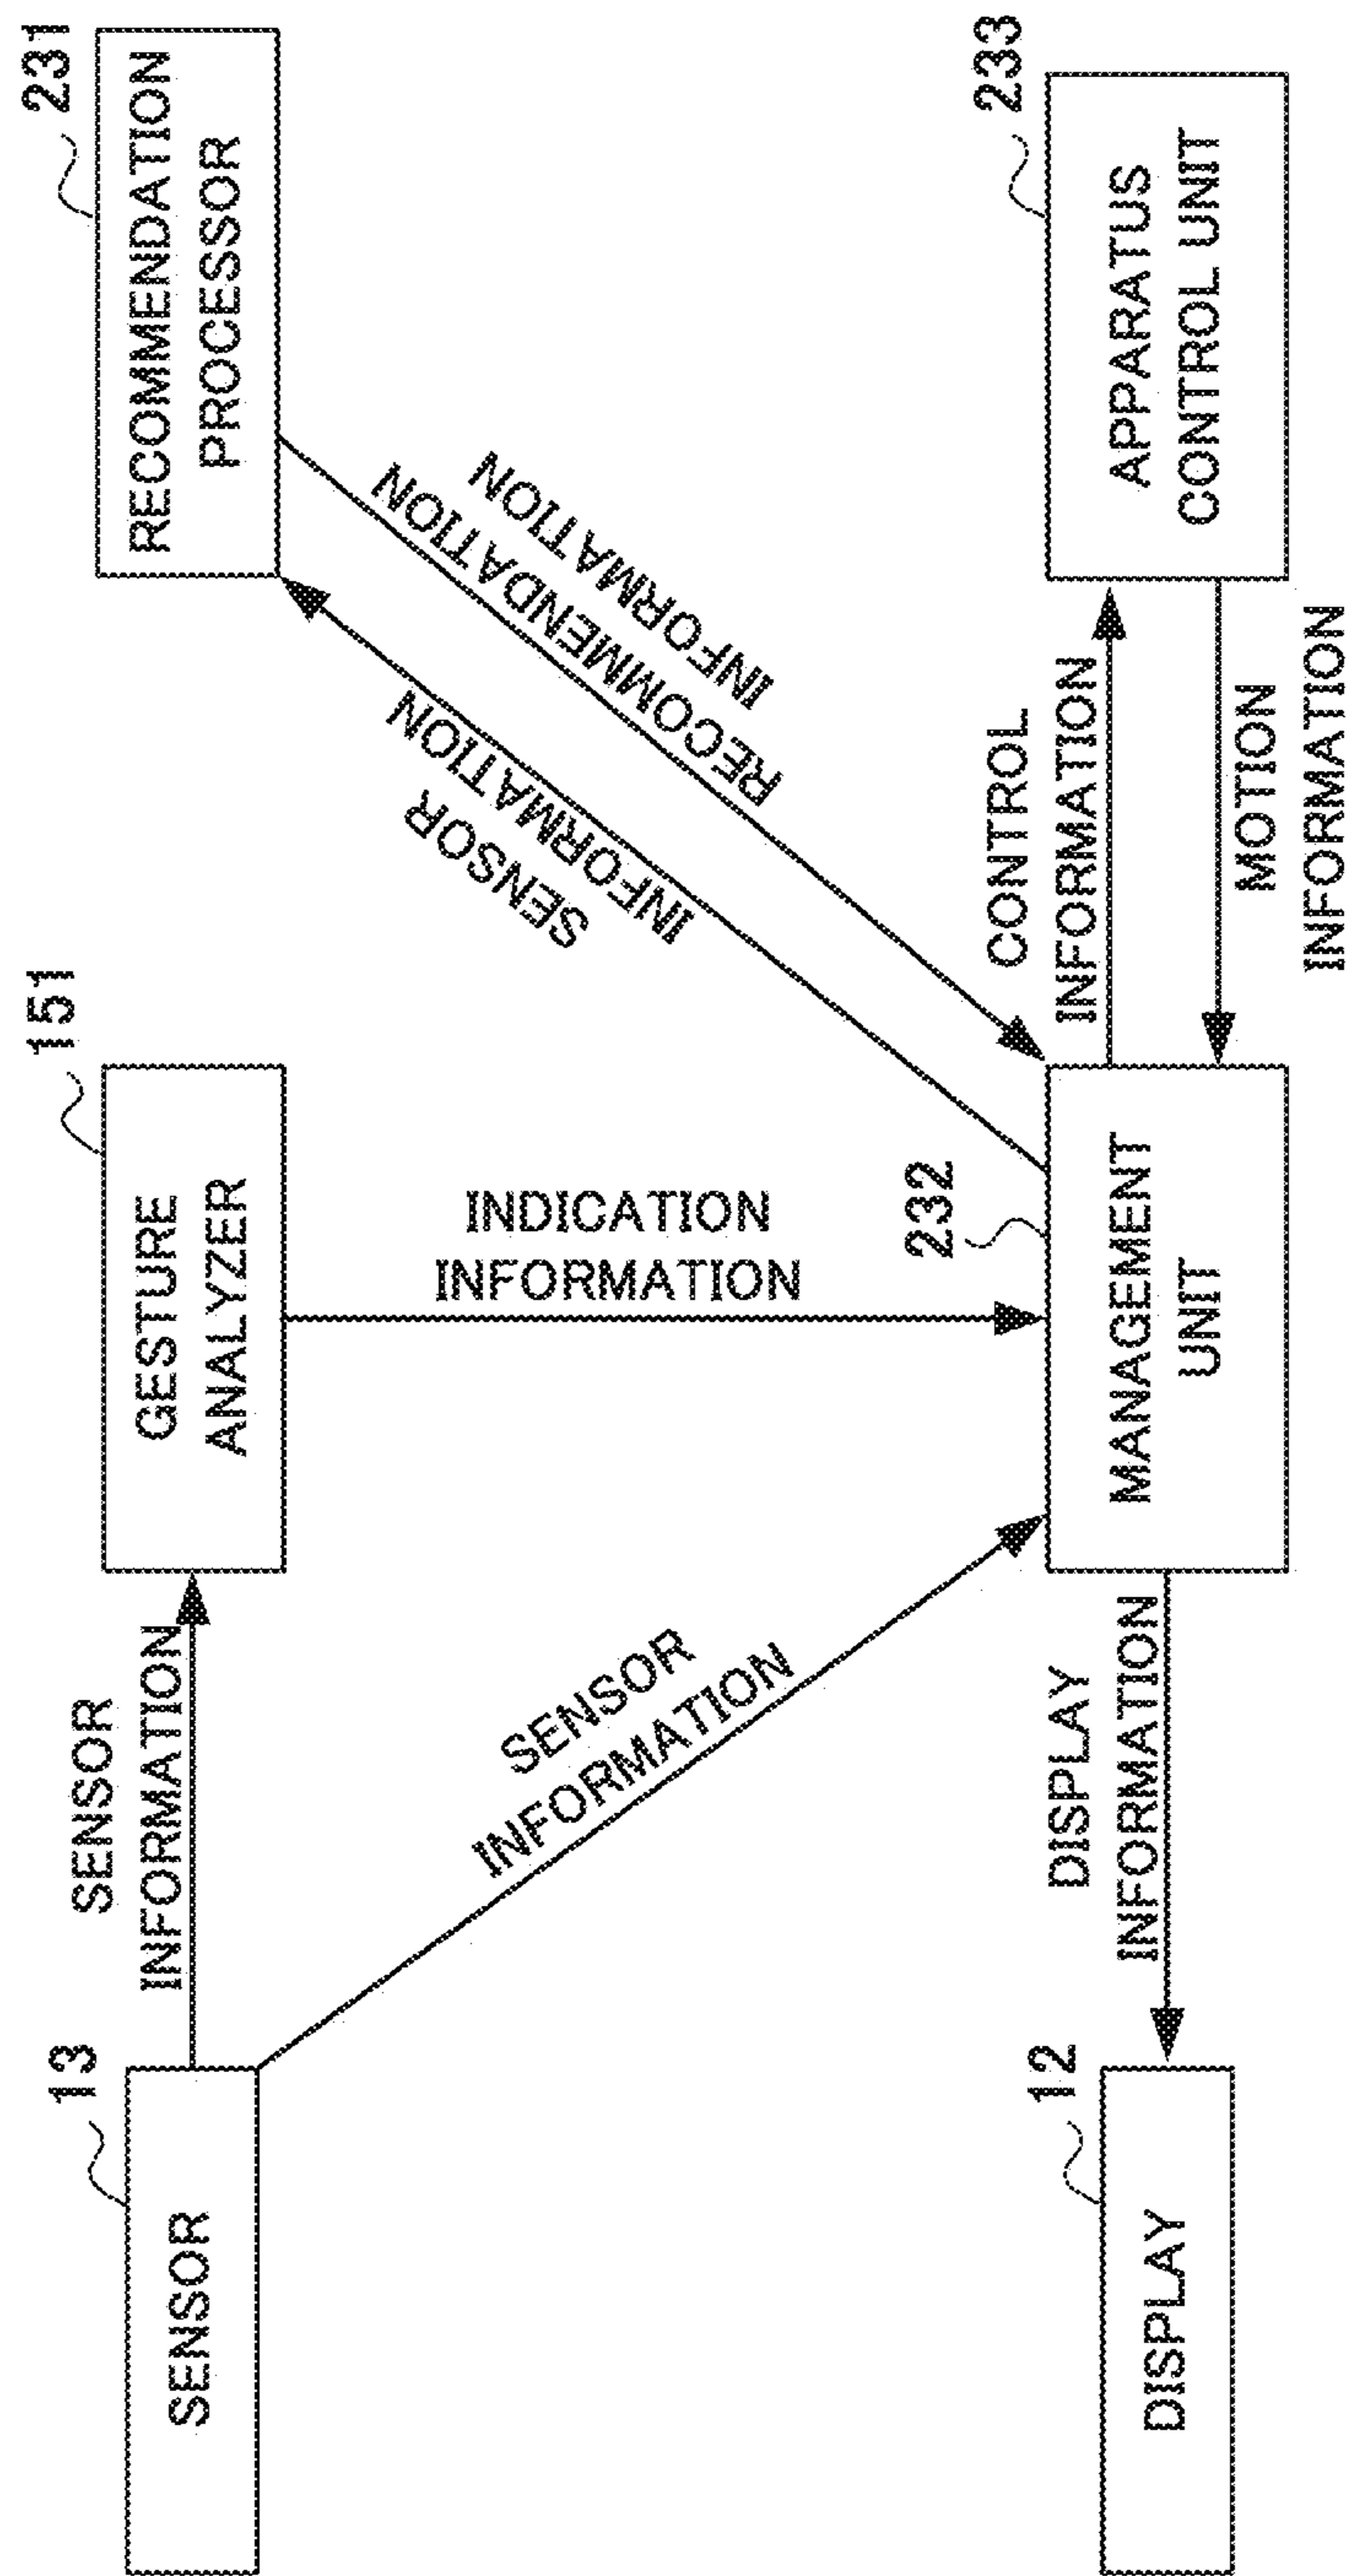 13
SENSOR
SENSOR
INFORMATION
151
GESTURE
ANALYZER
231
RECOMMENDATION
PROCESSOR
SENSOR
INFORMATION
INDICATION
INFORMATION
SENSOR
INFORMATION
RECOMMENDATION
INFORMATION
12
DISPLAY
DISPLAY
INFORMATION
232
MANAGEMENT
UNIT
CONTROL
INFORMATION
MOTION
INFORMATION
233
APPARATUS
CONTROL UNIT